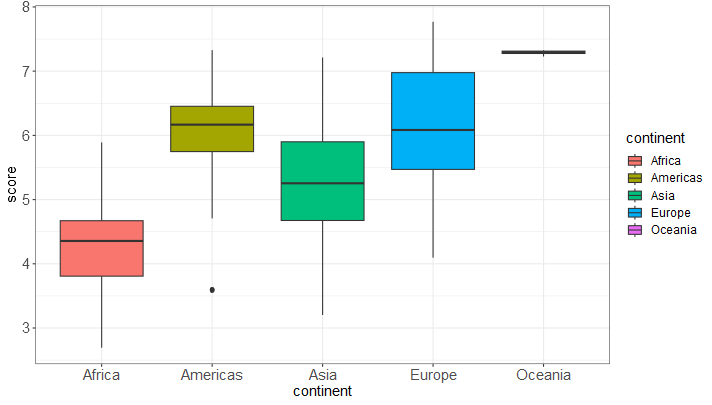 8
7
6
5
4
3
score
Africa
Americas
Asia
Europe
Oceania
continent
continent
Africa
Americas
Asia
Europe
Oceania